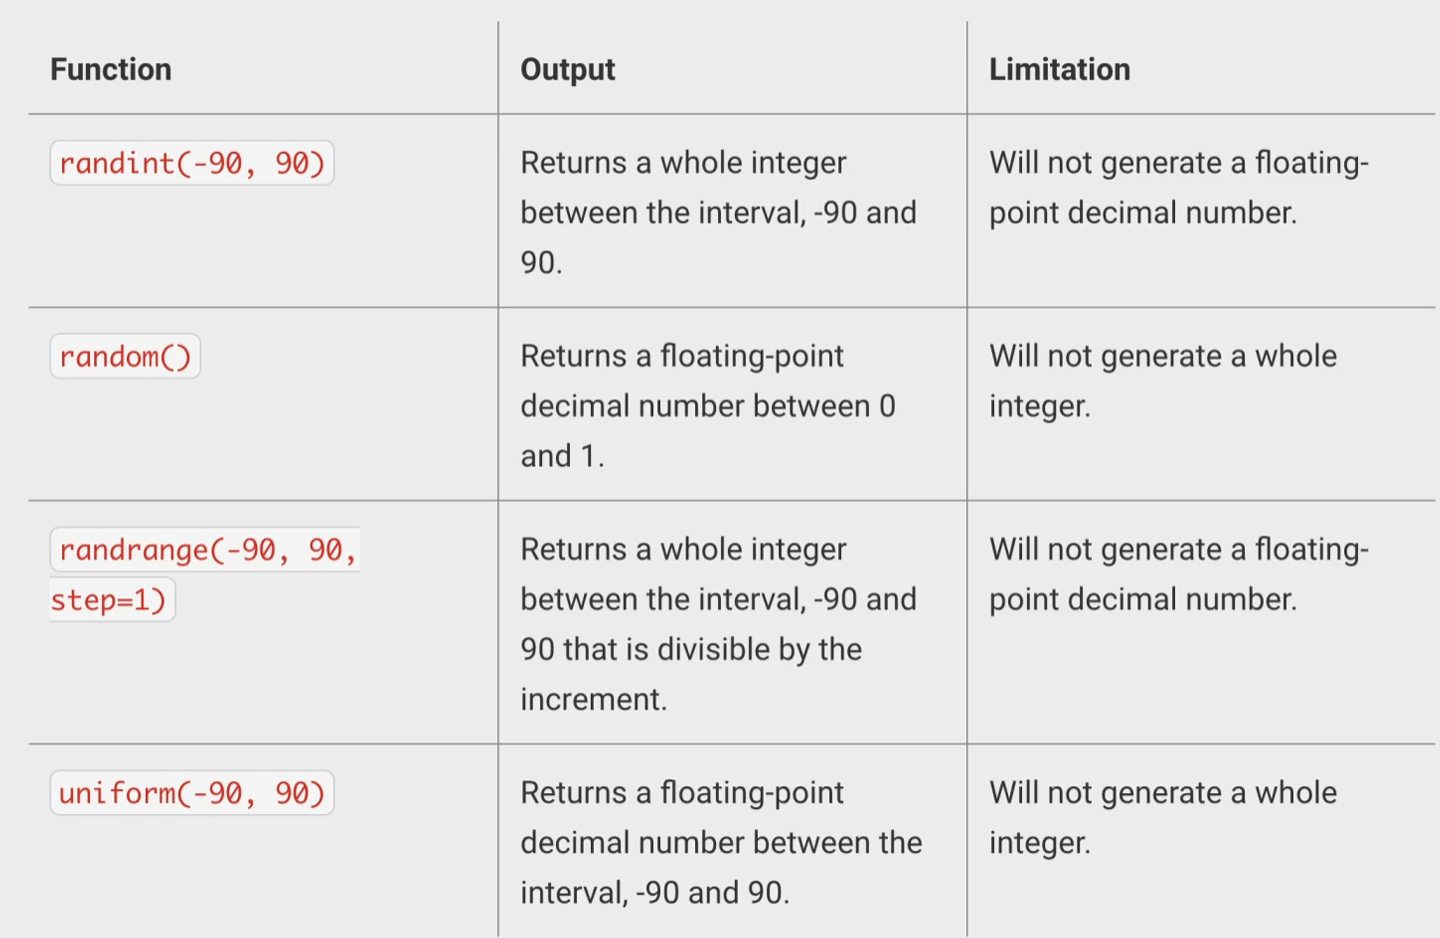 Function
Output
Limitation
randint(-90, 90)
Returns a whole integer
between the interval, -90 and
90.
Will not generate a floating-
point decimal number.
random()
Returns a floating-point
decimal number between 0
and 1.
Will not generate a whole
integer.
randrange(-90, 90,
step=1)
Returns a whole integer
between the interval, -90 and
90 that is divisible by the
increment.
Will not generate a floating-
point decimal number.
uniform(-90, 90)
Returns a floating-point
decimal number between the
interval, -90 and 90.
Will not generate a whole
integer.